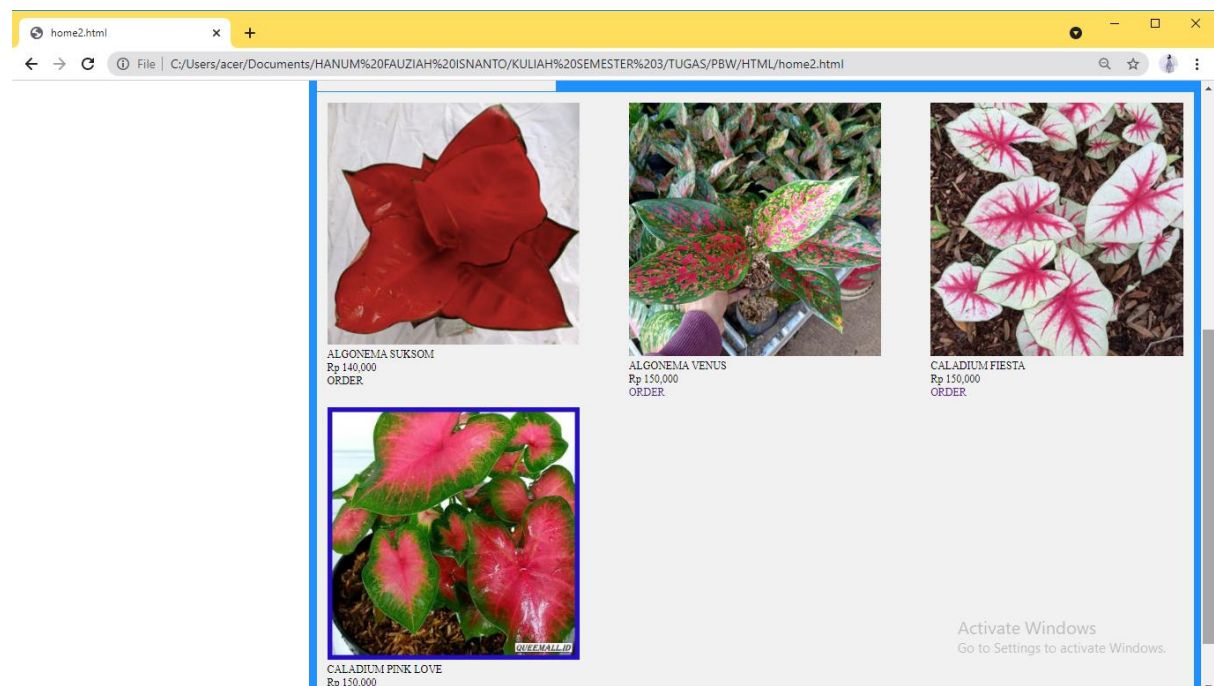 home2.html
File C:/Users/acer/Documents/HANUM%20FAUZIAH%20ISNANTO/KULIAH%20SEMESTER%203/TUGAS/PBW/HTML/home2.html
ALGONEMA SUKSOM
Rp 140,000
ORDER
ALGONEMA VENUS
Rp 150,000
ORDER
CALADIUM FIESTA
Rp 150,000
ORDER
QUEEMALL.ID
CALADIUM PINK LOVE
Rp 150,000
Activate Windows
Go to Settings to activate Windows.